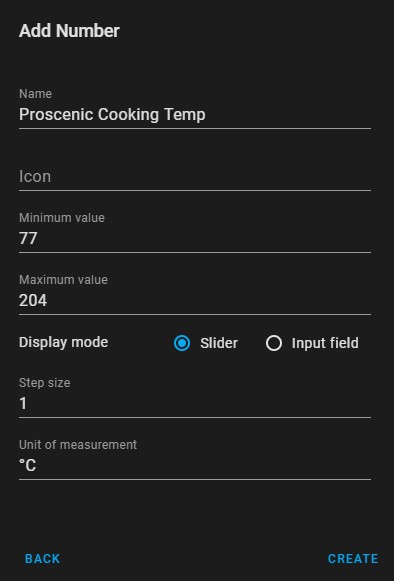 Add Number
Name
Proscenic Cooking Temp
Icon
Minimum value
77
Maximum value
204
Display mode Slider Input field
Step size
1
Unit of measurement
°C
BACK CREATE